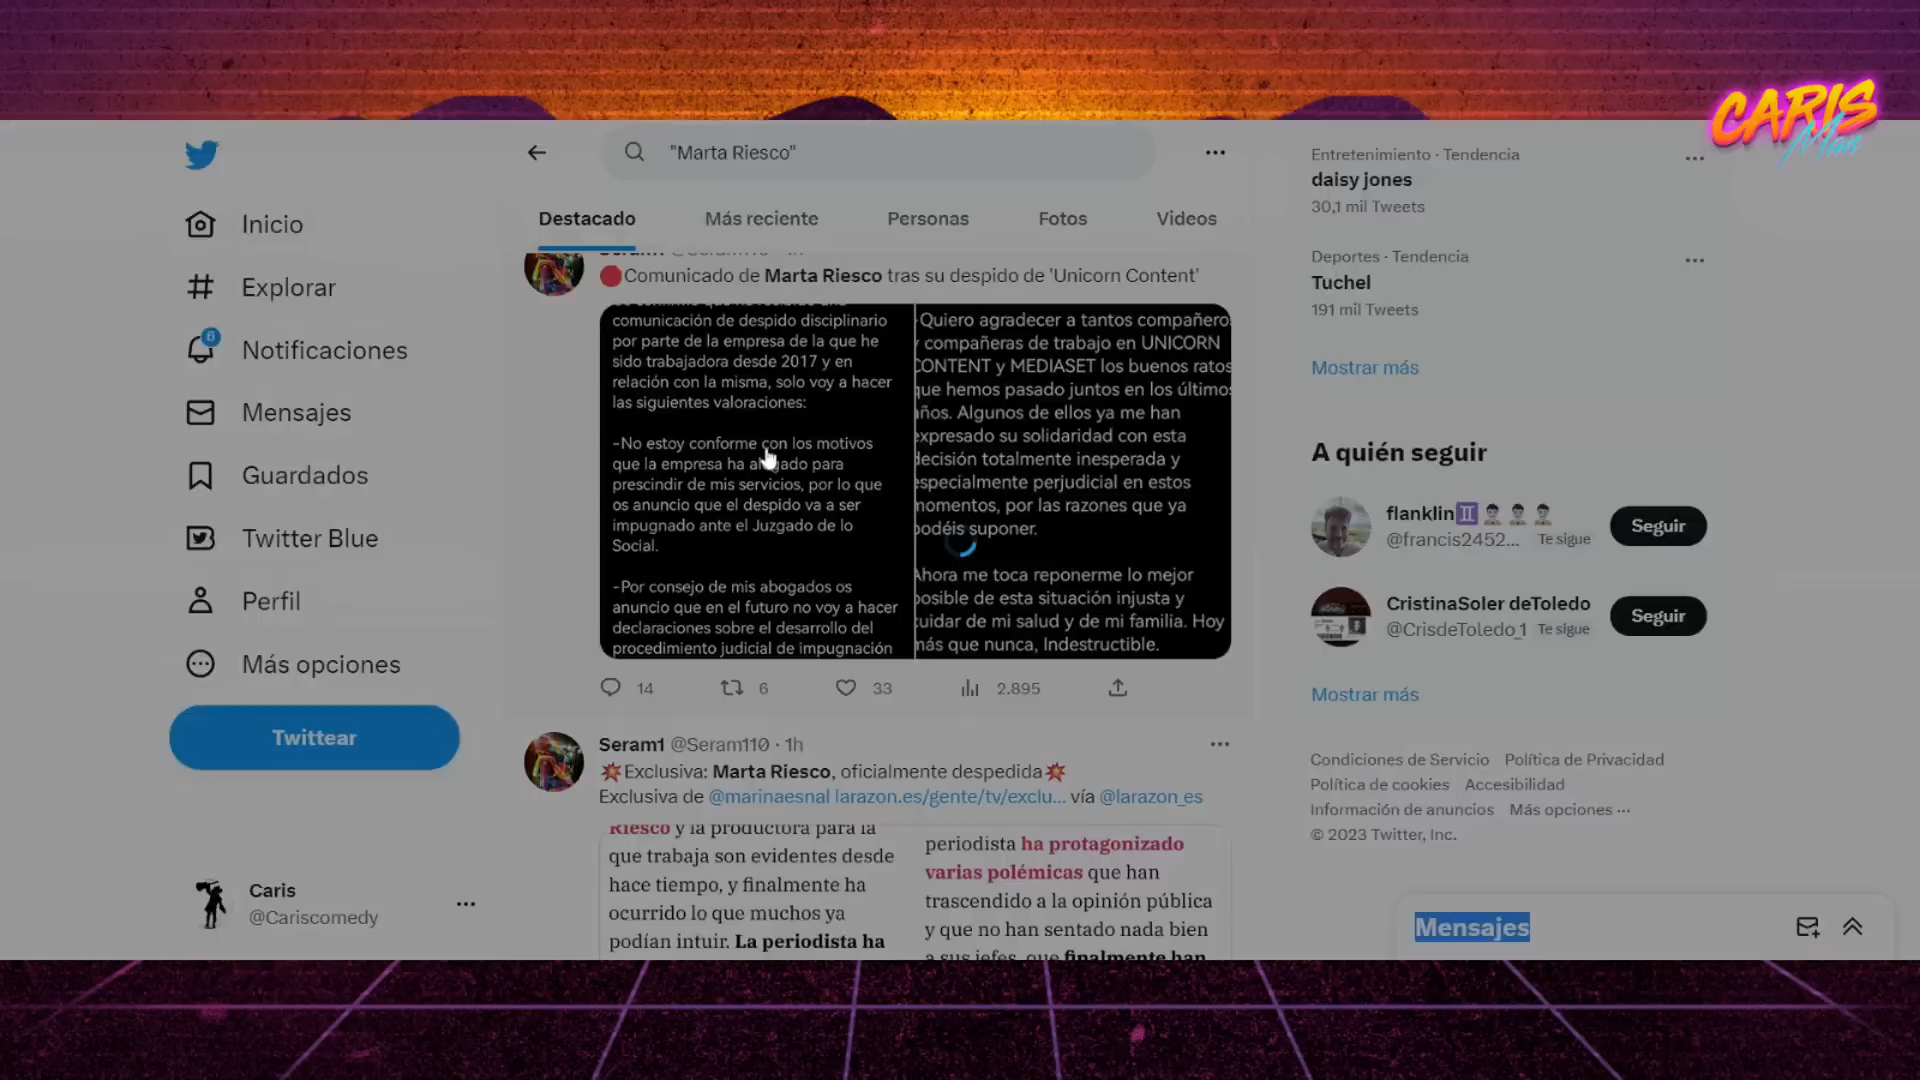 CARIS
Man
"Marta Riesco"
Destacado
Más reciente
Personas
Fotos
Videos
Inicio
Explorar
6
Notificaciones
Mensajes
Guardados
Twitter Blue
Perfil
Más opciones
Twittear
Caris
@Cariscomedy
🔴Comunicado de Marta Riesco tras su despido de 'Unicorn Content'
comunicación de despido disciplinario
por parte de la empresa de la que he
sido trabajadora desde 2017 y en
relación con la misma, solo voy a hacer
las siguientes valoraciones:
-No estoy conforme con los motivos
que la empresa ha alegado para
prescindir de mis servicios, por lo que
os anuncio que el despido va a ser
impugnado ante el Juzgado de lo
Social.
-Por consejo de mis abogados os
anuncio que en el futuro no voy a hacer
declaraciones sobre el desarrollo del
procedimiento judicial de impugnación
-Quiero agradecer a tantos compañeros
y compañeras de trabajo en UNICORN
CONTENT y MEDIASET los buenos ratos
que hemos pasado juntos en los últimos
años. Algunos de ellos ya me han
expresado su solidaridad con esta
decisión totalmente inesperada y
especialmente perjudicial en estos
momentos, por las razones que ya
podéis suponer.
Ahora me toca reponerme lo mejor
posible de esta situación injusta y
cuidar de mi salud y de mi familia. Hoy
más que nunca, Indestructible.
14
6
33
2.895
Seram1 @Seram110 · 1h
💥Exclusiva: Marta Riesco, oficialmente despedida💥
Exclusiva de @marinaesnal larazon.es/gente/tv/exclu... vía @larazon_es
Riesco y la productora para la
que trabaja son evidentes desde
hace tiempo, y finalmente ha
ocurrido lo que muchos ya
podían intuir. La periodista ha
periodista ha protagonizado
varias polémicas que han
trascendido a la opinión pública
y que no han sentado nada bien
a sus jefes, que finalmente han
Entretenimiento · Tendencia
daisy jones
30,1 mil Tweets
Deportes · Tendencia
Tuchel
191 mil Tweets
Mostrar más
A quién seguir
flanklin♊
@francis2452... Te sigue
Seguir
CristinaSoler deToledo
@CrisdeToledo_1 Te sigue
Seguir
Mostrar más
Condiciones de Servicio Política de Privacidad
Política de cookies Accesibilidad
Información de anuncios Más opciones ···
© 2023 Twitter, Inc.
Mensajes